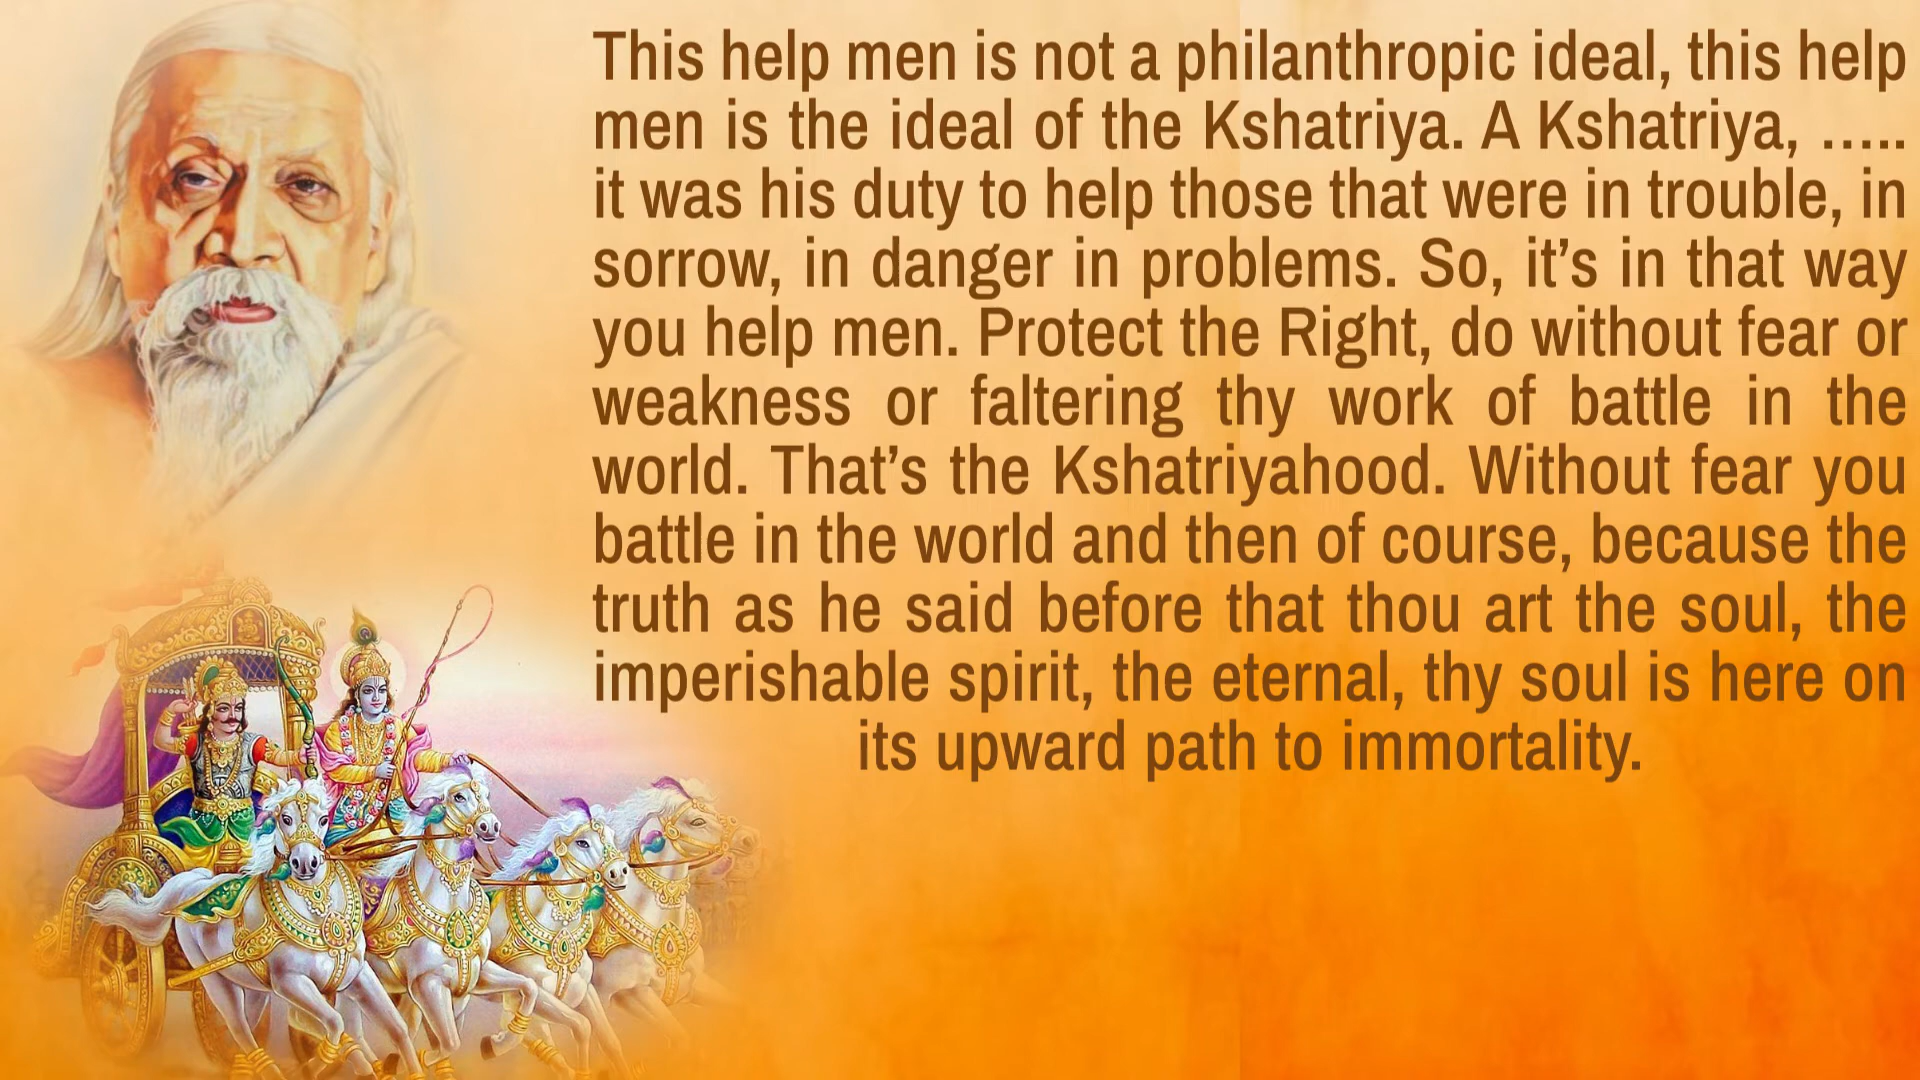 This help men is not a philanthropic ideal, this help
men is the ideal of the Kshatriya. A Kshatriya, .....
it was his duty to help those that were in trouble, in
sorrow, in danger in problems. So, it’s in that way
you help men. Protect the Right, do without fear or
weakness or faltering thy work of battle in the
world. That’s the Kshatriyahood. Without fear you
battle in the world and then of course, because the
truth as he said before that thou art the soul, the
imperishable spirit, the eternal, thy soul is here on
its upward path to immortality.